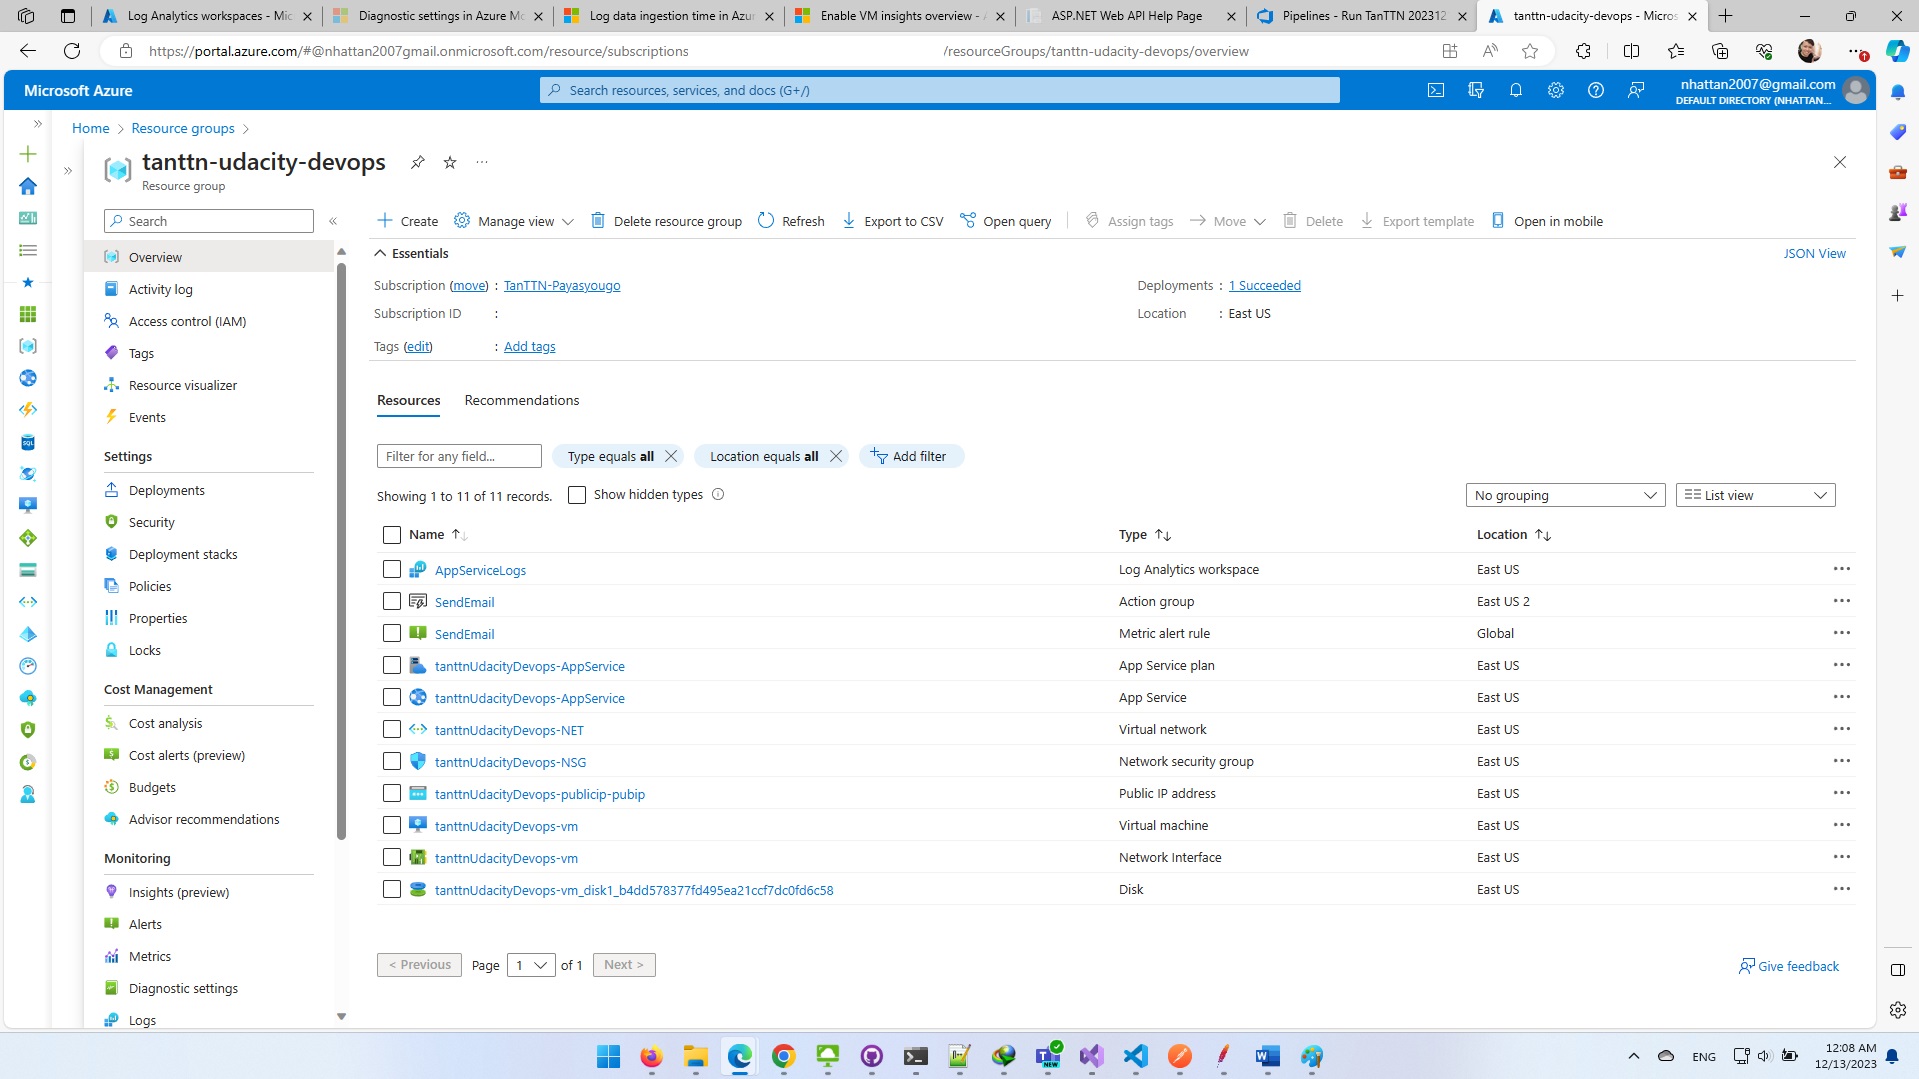 Log Analytics workspaces - Mic
Diagnostic settings in Azure Mo
Log data ingestion time in Azur
Enable VM insights overview - A
ASP.NET Web API Help Page
Pipelines - Run TanTTN 202312
tanttn-udacity-devops - Micros
https://portal.azure.com/#@nhattan2007gmail.onmicrosoft.com/resource/subscriptions /resourceGroups/tanttn-udacity-devops/overview
Microsoft Azure
Search resources, services, and docs (G+/)
nhattan2007@gmail.com
DEFAULT DIRECTORY (NHATTAN...
Home > Resource groups >
tanttn-udacity-devops
Resource group
Search
Create
Manage view
Delete resource group
Refresh
Export to CSV
Open query
Assign tags
Move
Delete
Export template
Open in mobile
Overview
Activity log
Access control (IAM)
Tags
Resource visualizer
Events
Settings
Deployments
Security
Deployment stacks
Policies
Properties
Locks
Cost Management
Cost analysis
Cost alerts (preview)
Budgets
Advisor recommendations
Monitoring
Insights (preview)
Alerts
Metrics
Diagnostic settings
Logs
Essentials
JSON View
Subscription (move) : TanTTN-Payasyougo
Deployments : 1 Succeeded
Subscription ID :
Location : East US
Tags (edit) : Add tags
Resources
Recommendations
Filter for any field...
Type equals all
Location equals all
Add filter
Showing 1 to 11 of 11 records.
Show hidden types
No grouping
List view
Name Type Location
AppServiceLogs Log Analytics workspace East US
SendEmail Action group East US 2
SendEmail Metric alert rule Global
tanttnUdacityDevops-AppService App Service plan East US
tanttnUdacityDevops-AppService App Service East US
tanttnUdacityDevops-NET Virtual network East US
tanttnUdacityDevops-NSG Network security group East US
tanttnUdacityDevops-publicip-pubip Public IP address East US
tanttnUdacityDevops-vm Virtual machine East US
tanttnUdacityDevops-vm Network Interface East US
tanttnUdacityDevops-vm_disk1_b4dd578377fd495ea21ccf7dc0fd6c58 Disk East US
< Previous Page 1 of 1 Next >
Give feedback
ENG
12:08 AM
12/13/2023